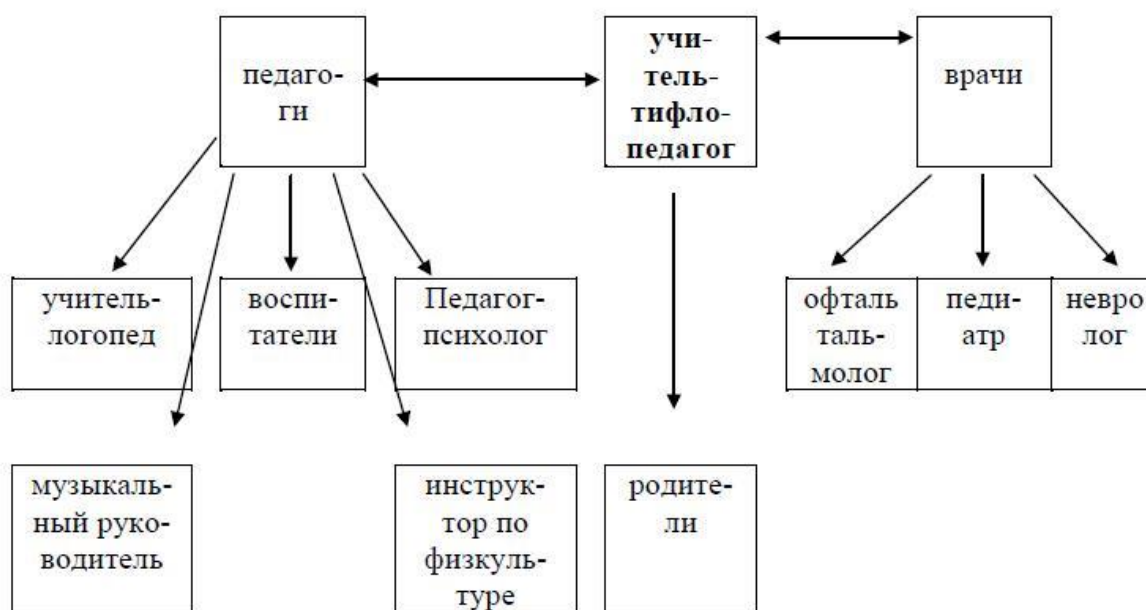 педаго-
ги
учи-
тель-
тифло-
педагог
врачи
учитель-
логопед
воспи-
татели
Педагог-
психолог
офталь
таль-
молог
педи-
атр
невро
лог
музыкаль-
ный руко-
водитель
инструк-
тор по
физкуль-
туре
родите-
ли